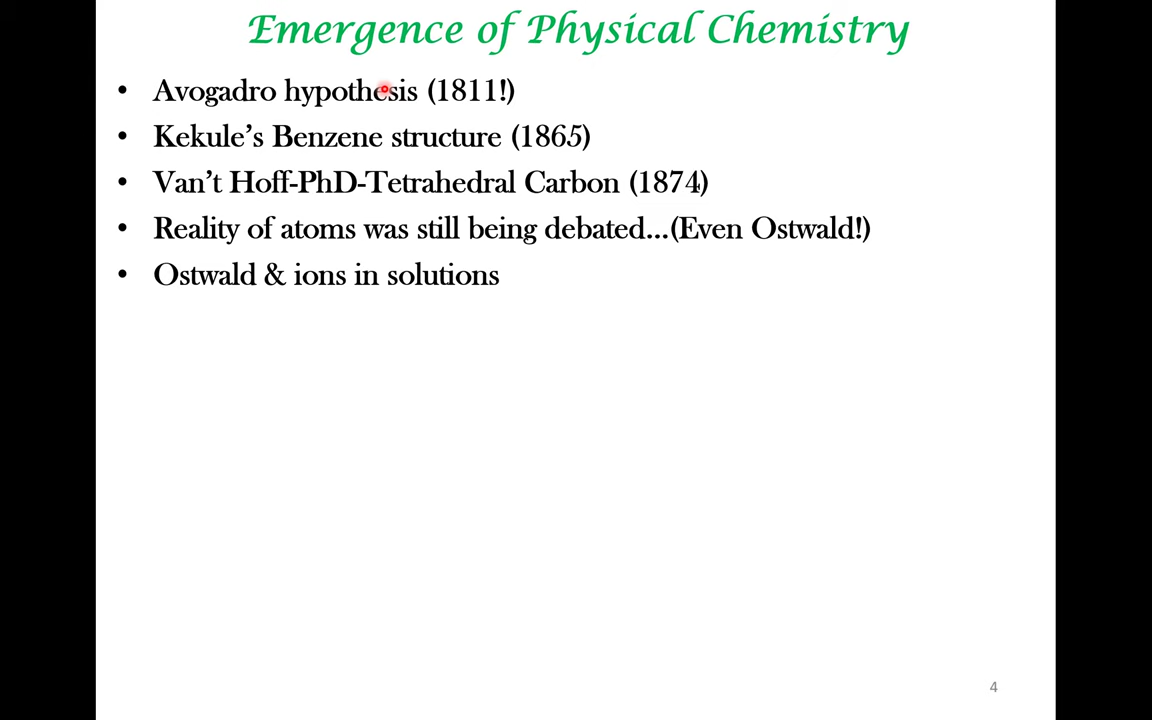 Emergence of Physical Chemistry
• Avogadro hypothesis (1811!)
• Kekule’s Benzene structure (1865)
• Van’t Hoff-PhD-Tetrahedral Carbon (1874)
• Reality of atoms was still being debated...(Even Ostwald!)
• Ostwald & ions in solutions
4